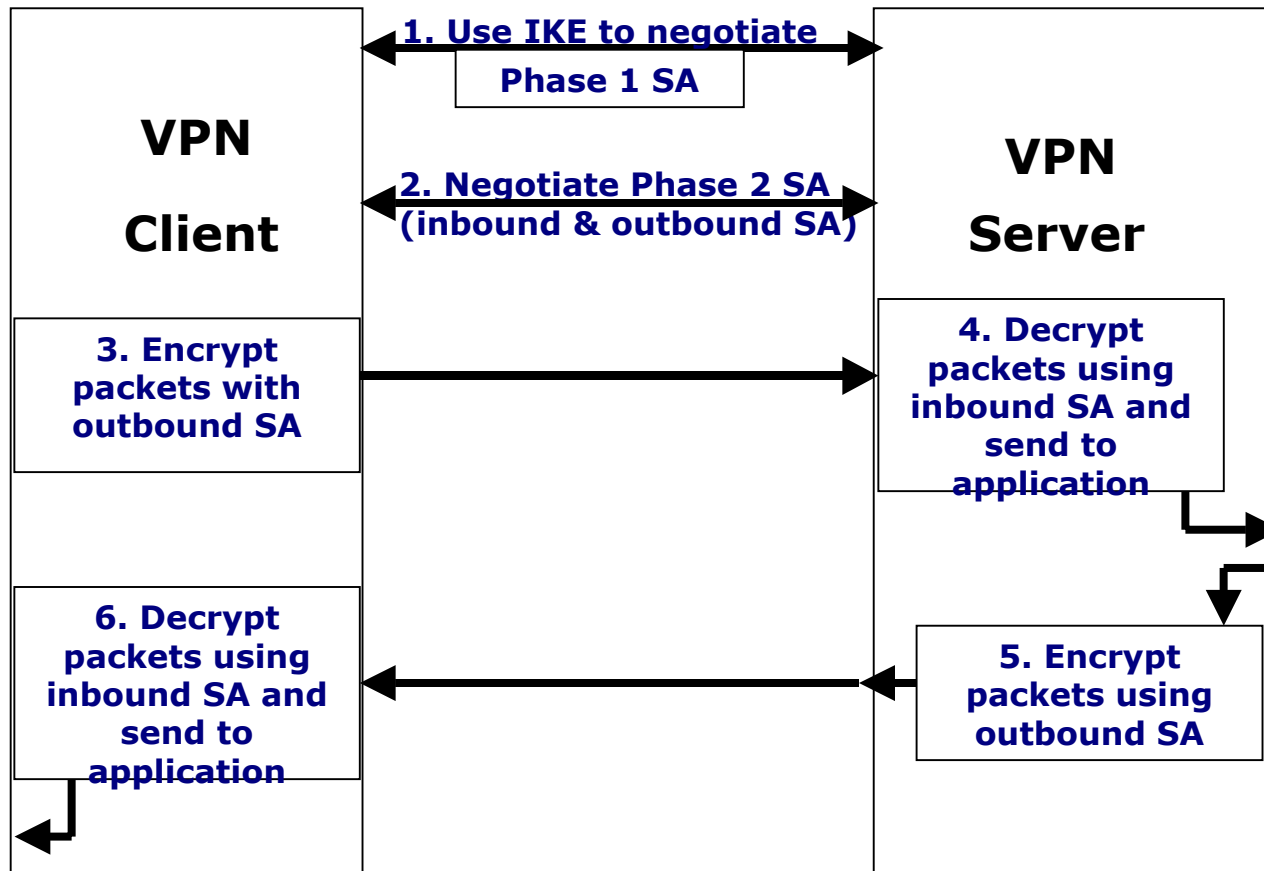 1. Use IKE to negotiate
Phase 1 SA
VPN
Client
VPN
Server
2. Negotiate Phase 2 SA
(inbound & outbound SA)
3. Encrypt
packets with
outbound SA
4. Decrypt
packets using
inbound SA and
send to
application
5. Encrypt
packets using
outbound SA
6. Decrypt
packets using
inbound SA and
send to
application